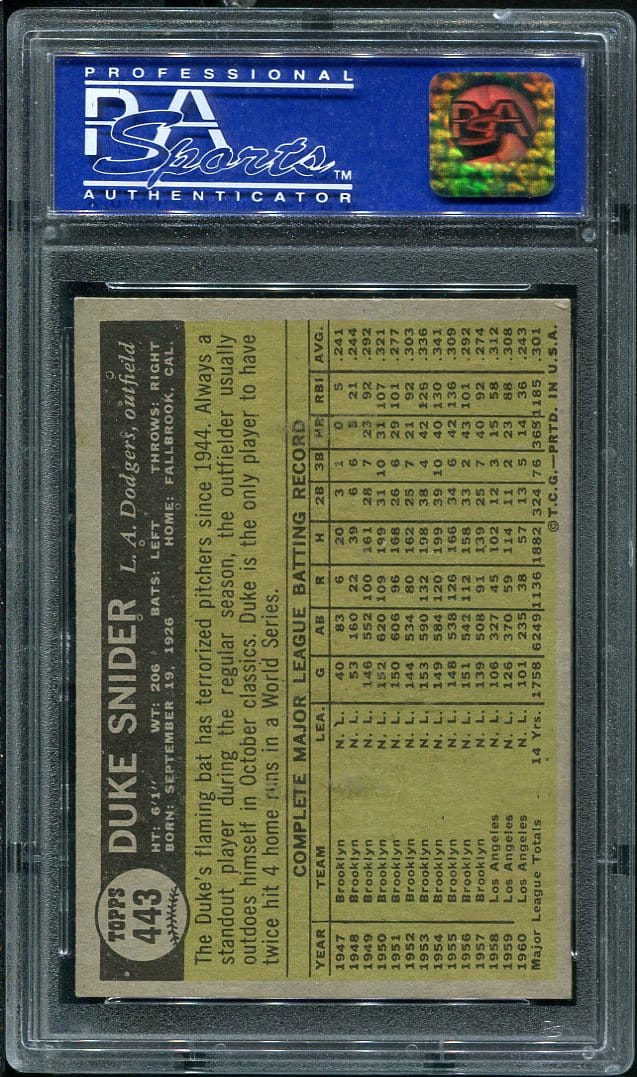 PROFESSIONAL
PSA
Sports™
AUTHENTICATOR
PSA
TOPPS
443
DUKE SNIDER L. A. Dodgers, outfield
HT: 6'1" WT: 206 BATS: LEFT THROWS: RIGHT
BORN: SEPTEMBER 19, 1926 HOME: FALLBROOK, CAL.
The Duke's flaming bat has terrorized pitchers since 1944. Always a
standout player during the regular season, the outfielder usually
outdoes himself in October classics. Duke is the only player to have
twice hit 4 home runs in a World Series.
COMPLETE MAJOR LEAGUE BATTING RECORD
YEAR TEAM LEA. G AB R H 2B 3B HR RBI AVG.
1947 Brooklyn N. L. 40 83 6 20 3 1 0 5 .241
1948 Brooklyn N. L. 53 160 22 39 6 6 5 21 .244
1949 Brooklyn N. L. 146 552 100 161 28 7 23 92 .292
1950 Brooklyn N. L. 152 620 109 199 31 10 31 107 .321
1951 Brooklyn N. L. 150 606 96 168 26 6 29 101 .277
1952 Brooklyn N. L. 144 534 80 162 25 7 21 92 .303
1953 Brooklyn N. L. 153 590 132 198 38 4 42 126 .336
1954 Brooklyn N. L. 149 584 120 199 39 10 40 130 .341
1955 Brooklyn N. L. 148 538 126 166 34 6 42 136 .309
1956 Brooklyn N. L. 151 542 112 158 33 2 43 101 .292
1957 Brooklyn N. L. 139 508 91 139 25 7 40 92 .274
1958 Los Angeles N. L. 106 327 45 102 12 3 15 58 .312
1959 Los Angeles N. L. 126 370 59 114 11 2 23 88 .308
1960 Los Angeles N. L. 101 235 38 57 13 5 14 36 .243
Major League Totals 14 Yrs. 1758 6249 1136 1882 324 76 365 1185 .301
©T.C.G.—PRTD. IN U.S.A.